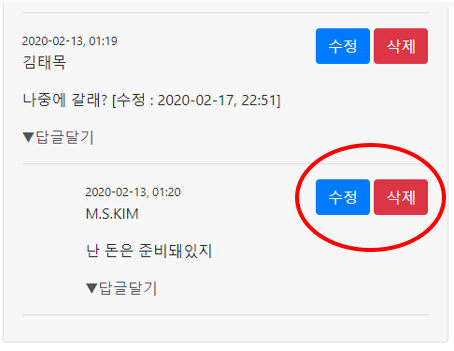 2020-02-13, 01:19
수정 삭제
김태목
나중에 갈래? [수정 : 2020-02-17, 22:51]
▼답글달기
2020-02-13, 01:20
수정 삭제
M.S.KIM
난 돈은 준비돼있지
▼답글달기